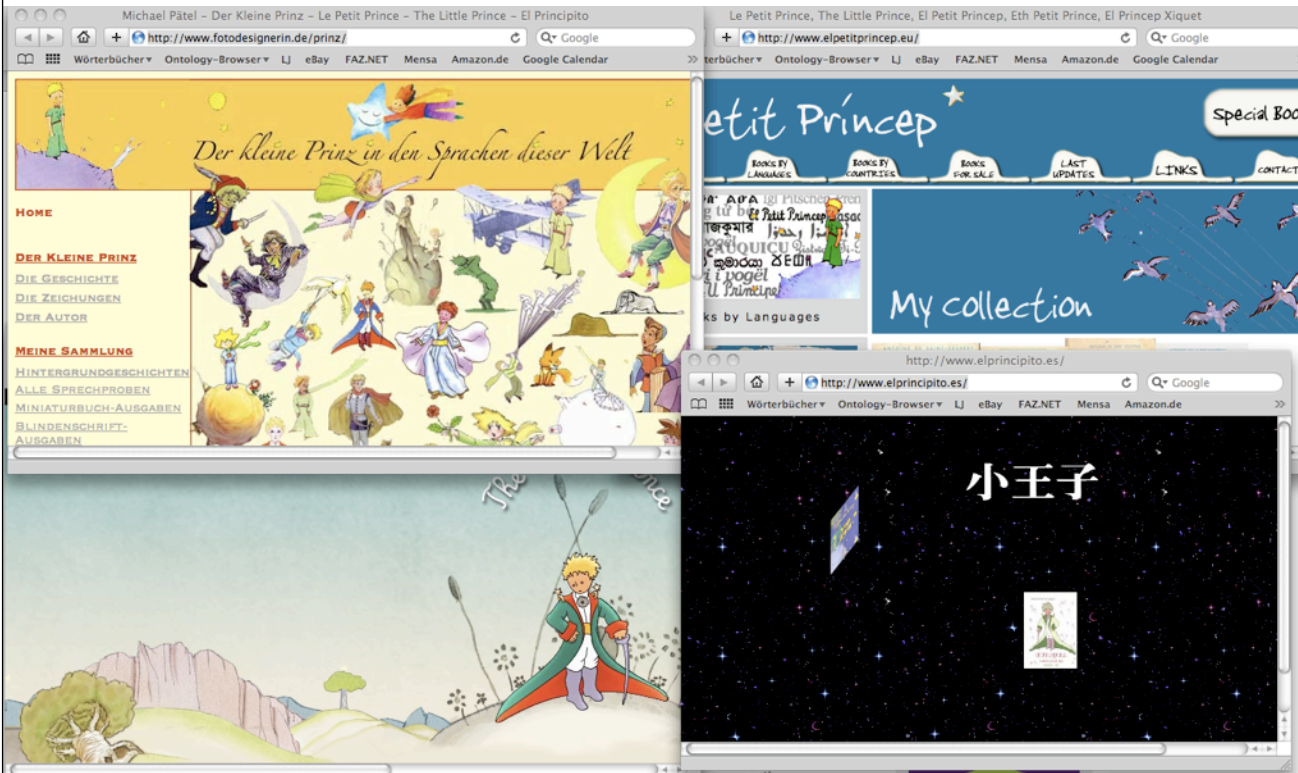 Michael Pätel – Der Kleine Prinz – Le Petit Prince – The Little Prince – El Principito
http://www.fotodesignerin.de/prinz/
Google
Wörterbücher Ontology-Browser LJ eBay FAZ.NET Mensa Amazon.de Google Calendar
Der kleine Prinz in den Sprachen dieser Welt
HOME
DER KLEINE PRINZ
DIE GESCHICHTE
DIE ZEICHUNGEN
DER AUTOR
MEINE SAMMLUNG
HINTERGRUNDGESCHICHTEN
ALLE SPRECHPROBEN
MINIATURBUCH-AUSGABEN
BLINDENSCHRIFT-
AUSGABEN
Le Petit Prince, The Little Prince, El Petit Princep, Eth Petit Prince, El Princep Xiquet
http://www.elpetitprincep.eu/
Google
terbücher Ontology-Browser LJ eBay FAZ.NET Mensa Amazon.de Google Calendar
etit Príncep
Special Boo
BOOKS BY
LANGUAGES
BOOKS BY
COUNTRIES
BOOKS
FOR SALE
LAST
UPDATES
LINKS
CONTACT
El Petit Princep
ks by Languages
My collection
http://www.elprincipito.es/
http://www.elprincipito.es/
Google
Wörterbücher Ontology-Browser LJ eBay FAZ.NET Mensa Amazon.de
小王子
The
nce